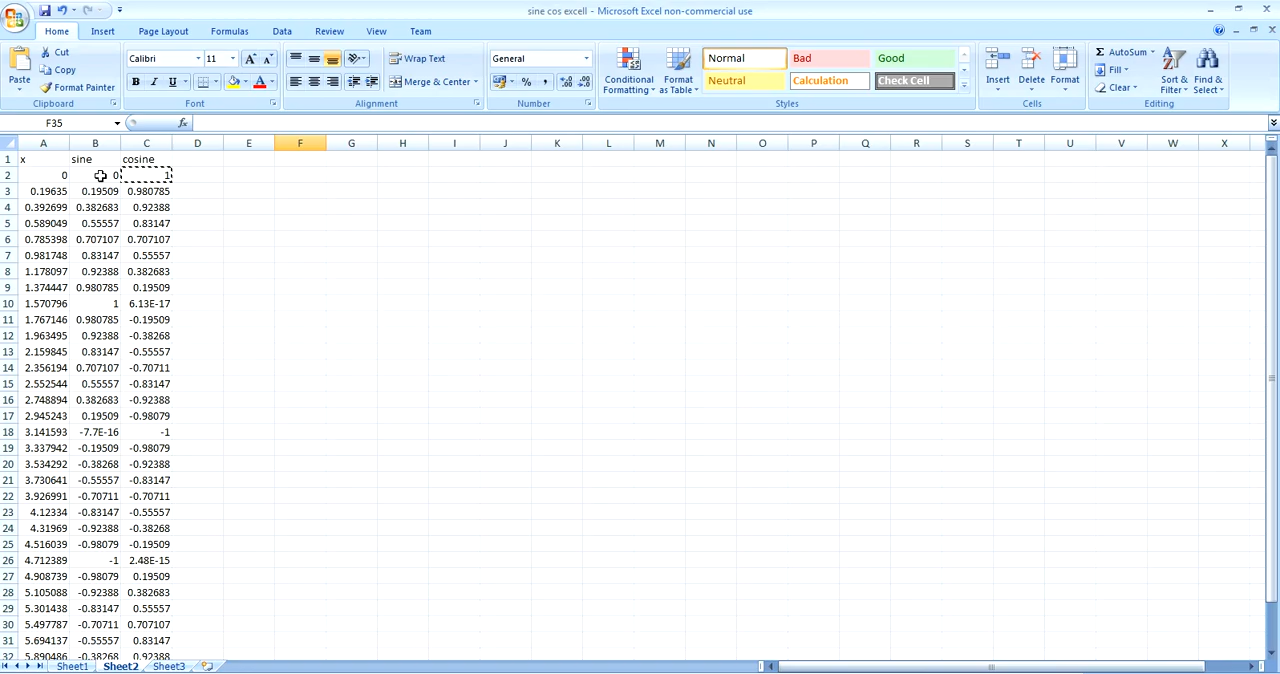 sine cos excell - Microsoft Excel non-commercial use
Home Insert Page Layout Formulas Data Review View Team
Paste Cut Copy Format Painter
Calibri 11 A A Wrap Text General
B I U A Merge & Center $ % , .0 .00 .00 .0
Conditional Formatting Format as Table Normal Bad Good
Neutral Calculation Check Cell
Insert Delete Format
Σ AutoSum Fill Clear Sort & Filter Find & Select
Clipboard Font Alignment Number Styles Cells Editing
F35 fx
A B C D E F G H I J K L M N O P Q R S T U V W X
1 x sine cosine
2 0 0 1
3 0.19635 0.19509 0.980785
4 0.392699 0.382683 0.92388
5 0.589049 0.55557 0.83147
6 0.785398 0.707107 0.707107
7 0.981748 0.83147 0.55557
8 1.178097 0.92388 0.382683
9 1.374447 0.980785 0.19509
10 1.570796 1 6.13E-17
11 1.767146 0.980785 -0.19509
12 1.963495 0.92388 -0.38268
13 2.159845 0.83147 -0.55557
14 2.356194 0.707107 -0.70711
15 2.552544 0.55557 -0.83147
16 2.748894 0.382683 -0.92388
17 2.945243 0.19509 -0.98079
18 3.141593 -7.7E-16 -1
19 3.337942 -0.19509 -0.98079
20 3.534292 -0.38268 -0.92388
21 3.730641 -0.55557 -0.83147
22 3.926991 -0.70711 -0.70711
23 4.12334 -0.83147 -0.55557
24 4.31969 -0.92388 -0.38268
25 4.516039 -0.98079 -0.19509
26 4.712389 -1 2.48E-15
27 4.908739 -0.98079 0.19509
28 5.105088 -0.92388 0.382683
29 5.301438 -0.83147 0.55557
30 5.497787 -0.70711 0.707107
31 5.694137 -0.55557 0.83147
32 5.890486 -0.38268 0.92388
Sheet1 Sheet2 Sheet3